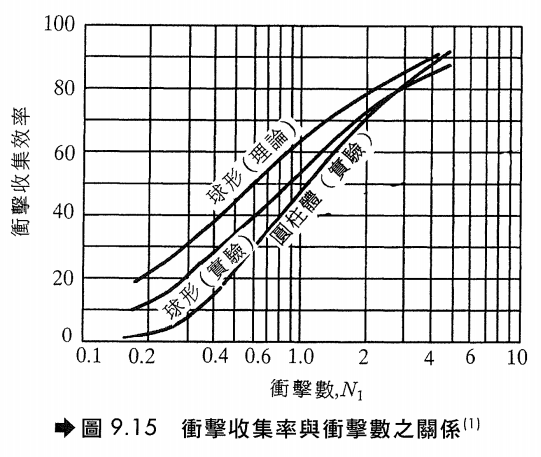 100
80
60
40
20
0
衝擊收集效率
球形(理論)
球形(實驗)
圓柱體(實驗)
0.1 0.2 0.4 0.6 1.0 2 4 6 10
衝擊數,N₁
➡圖 9.15 衝擊收集率與衝擊數之關係⁽¹⁾